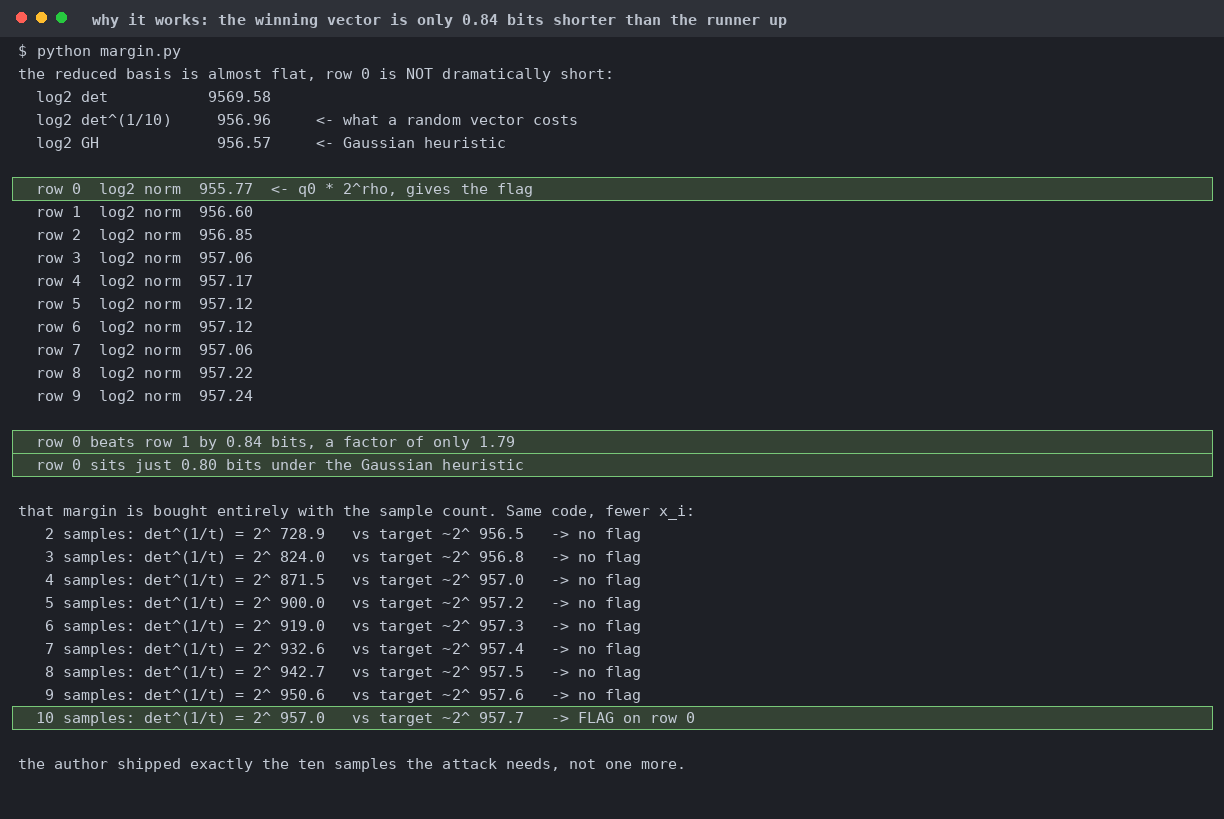 why it works: the winning vector is only 0.84 bits shorter than the runner up
$ python margin.py
the reduced basis is almost flat, row 0 is NOT dramatically short:
  log2 det           9569.58
  log2 det^(1/10)     956.96     <- what a random vector costs
  log2 GH             956.57     <- Gaussian heuristic
  row 0  log2 norm  955.77  <- q0 * 2^rho, gives the flag
  row 1  log2 norm  956.60
  row 2  log2 norm  956.85
  row 3  log2 norm  957.06
  row 4  log2 norm  957.17
  row 5  log2 norm  957.12
  row 6  log2 norm  957.12
  row 7  log2 norm  957.06
  row 8  log2 norm  957.22
  row 9  log2 norm  957.24
  row 0 beats row 1 by 0.84 bits, a factor of only 1.79
  row 0 sits just 0.80 bits under the Gaussian heuristic
that margin is bought entirely with the sample count. Same code, fewer x_i:
   2 samples: det^(1/t) = 2^ 728.9   vs target ~2^ 956.5   -> no flag
   3 samples: det^(1/t) = 2^ 824.0   vs target ~2^ 956.8   -> no flag
   4 samples: det^(1/t) = 2^ 871.5   vs target ~2^ 957.0   -> no flag
   5 samples: det^(1/t) = 2^ 900.0   vs target ~2^ 957.2   -> no flag
   6 samples: det^(1/t) = 2^ 919.0   vs target ~2^ 957.3   -> no flag
   7 samples: det^(1/t) = 2^ 932.6   vs target ~2^ 957.4   -> no flag
   8 samples: det^(1/t) = 2^ 942.7   vs target ~2^ 957.5   -> no flag
   9 samples: det^(1/t) = 2^ 950.6   vs target ~2^ 957.6   -> no flag
  10 samples: det^(1/t) = 2^ 957.0   vs target ~2^ 957.7   -> FLAG on row 0
the author shipped exactly the ten samples the attack needs, not one more.